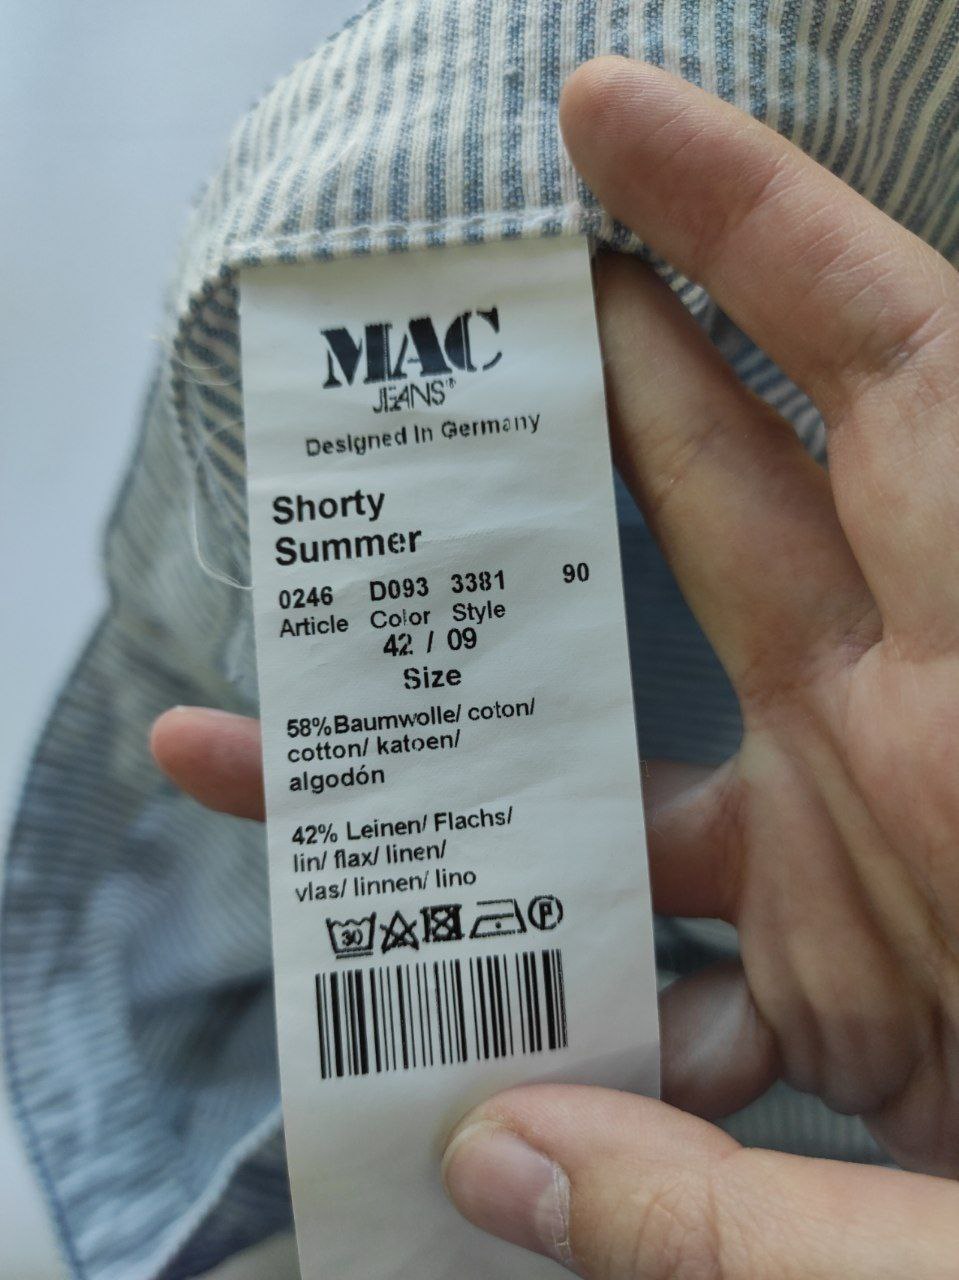 MAC
JEANS®
Designed in Germany
Shorty
Summer
0246 D093 3381 90
Article Color Style
42 / 09
Size
58%Baumwolle/ coton/
cotton/ katoen/
algodón
42% Leinen/ Flachs/
lin/ flax/ linen/
vlas/ linnen/ lino
30 P